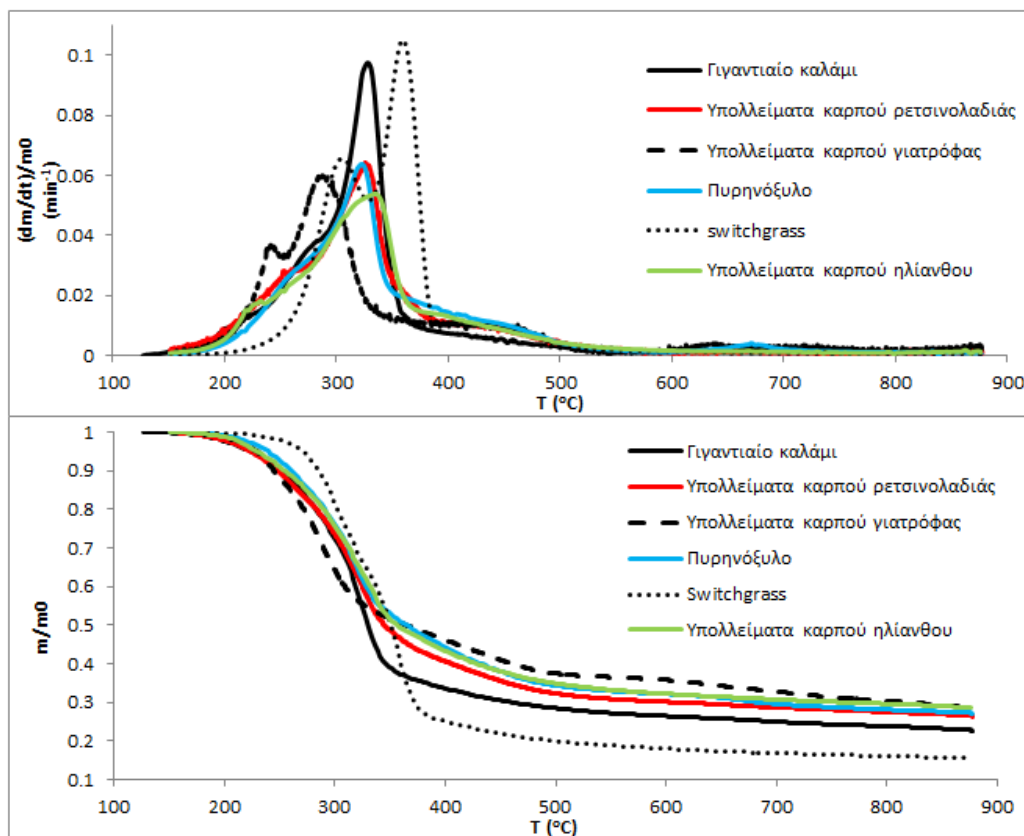 0.1
0.08
0.06
0.04
0.02
0
(dm/dt)/m0
(min⁻¹)
Γιγαντιαίο καλάμι
Υπολλείματα καρπού ρετσινολαδιάς
Υπολλείματα καρπού γιατρόφας
Πυρηνόξυλο
switchgrass
Υπολλείματα καρπού ηλίανθου
100 200 300 400 500 600 700 800 900
T (°C)
1
0.9
0.8
0.7
0.6
0.5
0.4
0.3
0.2
0.1
m/m0
Γιγαντιαίο καλάμι
Υπολλείματα καρπού ρετσινολαδιάς
Υπολλείματα καρπού γιατρόφας
Πυρηνόξυλο
Switchgrass
Υπολλείματα καρπού ηλίανθου
100 200 300 400 500 600 700 800 900
T (°C)